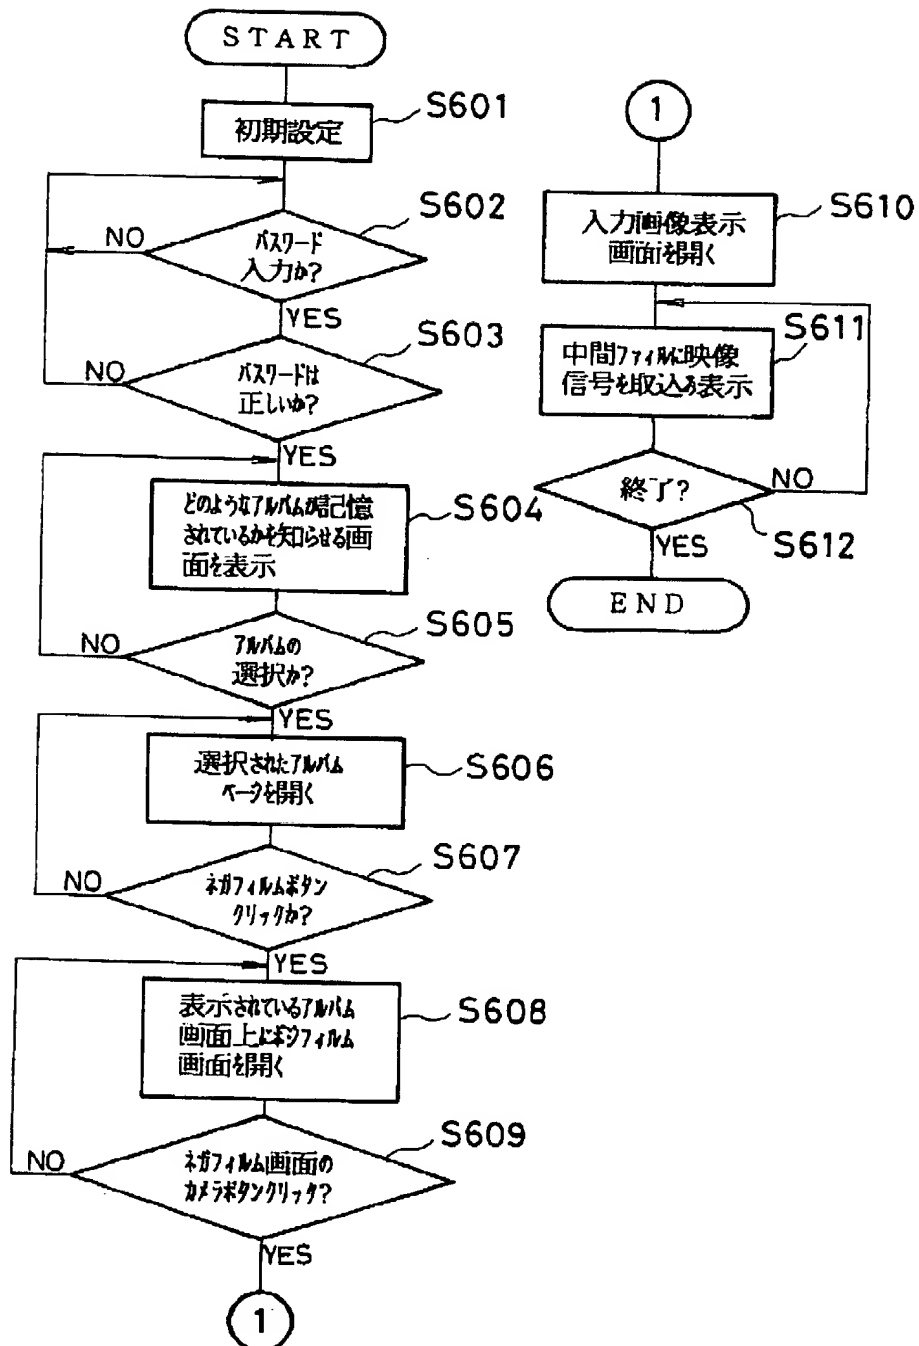 START
初期設定
S601
パスワード
入力か?
S602
NO
YES
パスワードは
正しいか?
S603
NO
YES
どのようなアルバムが記憶
されているかを知らせる画
面を表示
S604
アルバムの
選択か?
S605
NO
YES
選択されたアルバム
ページを開く
S606
ネガフィルムボタン
クリックか?
S607
NO
YES
表示されているアルバム
画面上にポジフィルム
画面を開く
S608
ネガフィルム画面の
カメラボタンクリック?
S609
NO
YES
1
1
入力画像表示
画面を開く
S610
中間ファイルに映像
信号を取込み表示
S611
終了?
NO
S612
YES
END